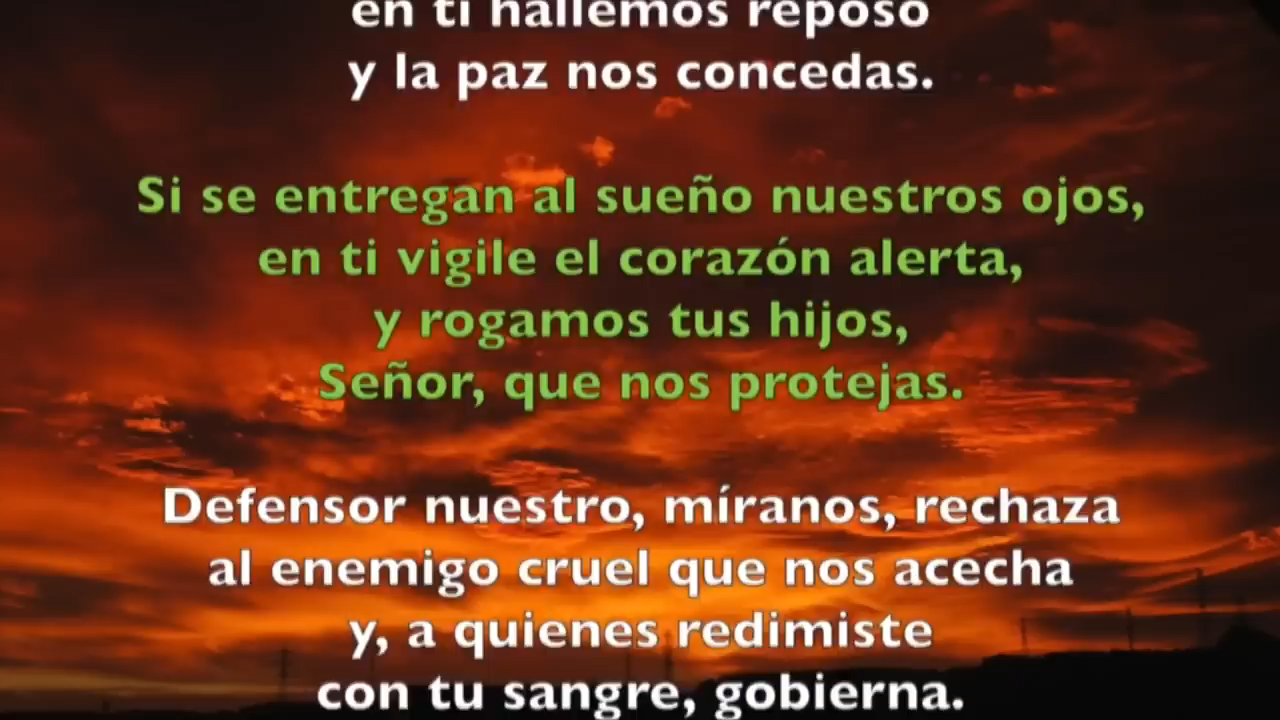 en ti hallemos reposo
y la paz nos concedas.
Si se entregan al sueño nuestros ojos,
en ti vigile el corazón alerta,
y rogamos tus hijos,
Señor, que nos protejas.
Defensor nuestro, míranos, rechaza
al enemigo cruel que nos acecha
y, a quienes redimiste
con tu sangre, gobierna.